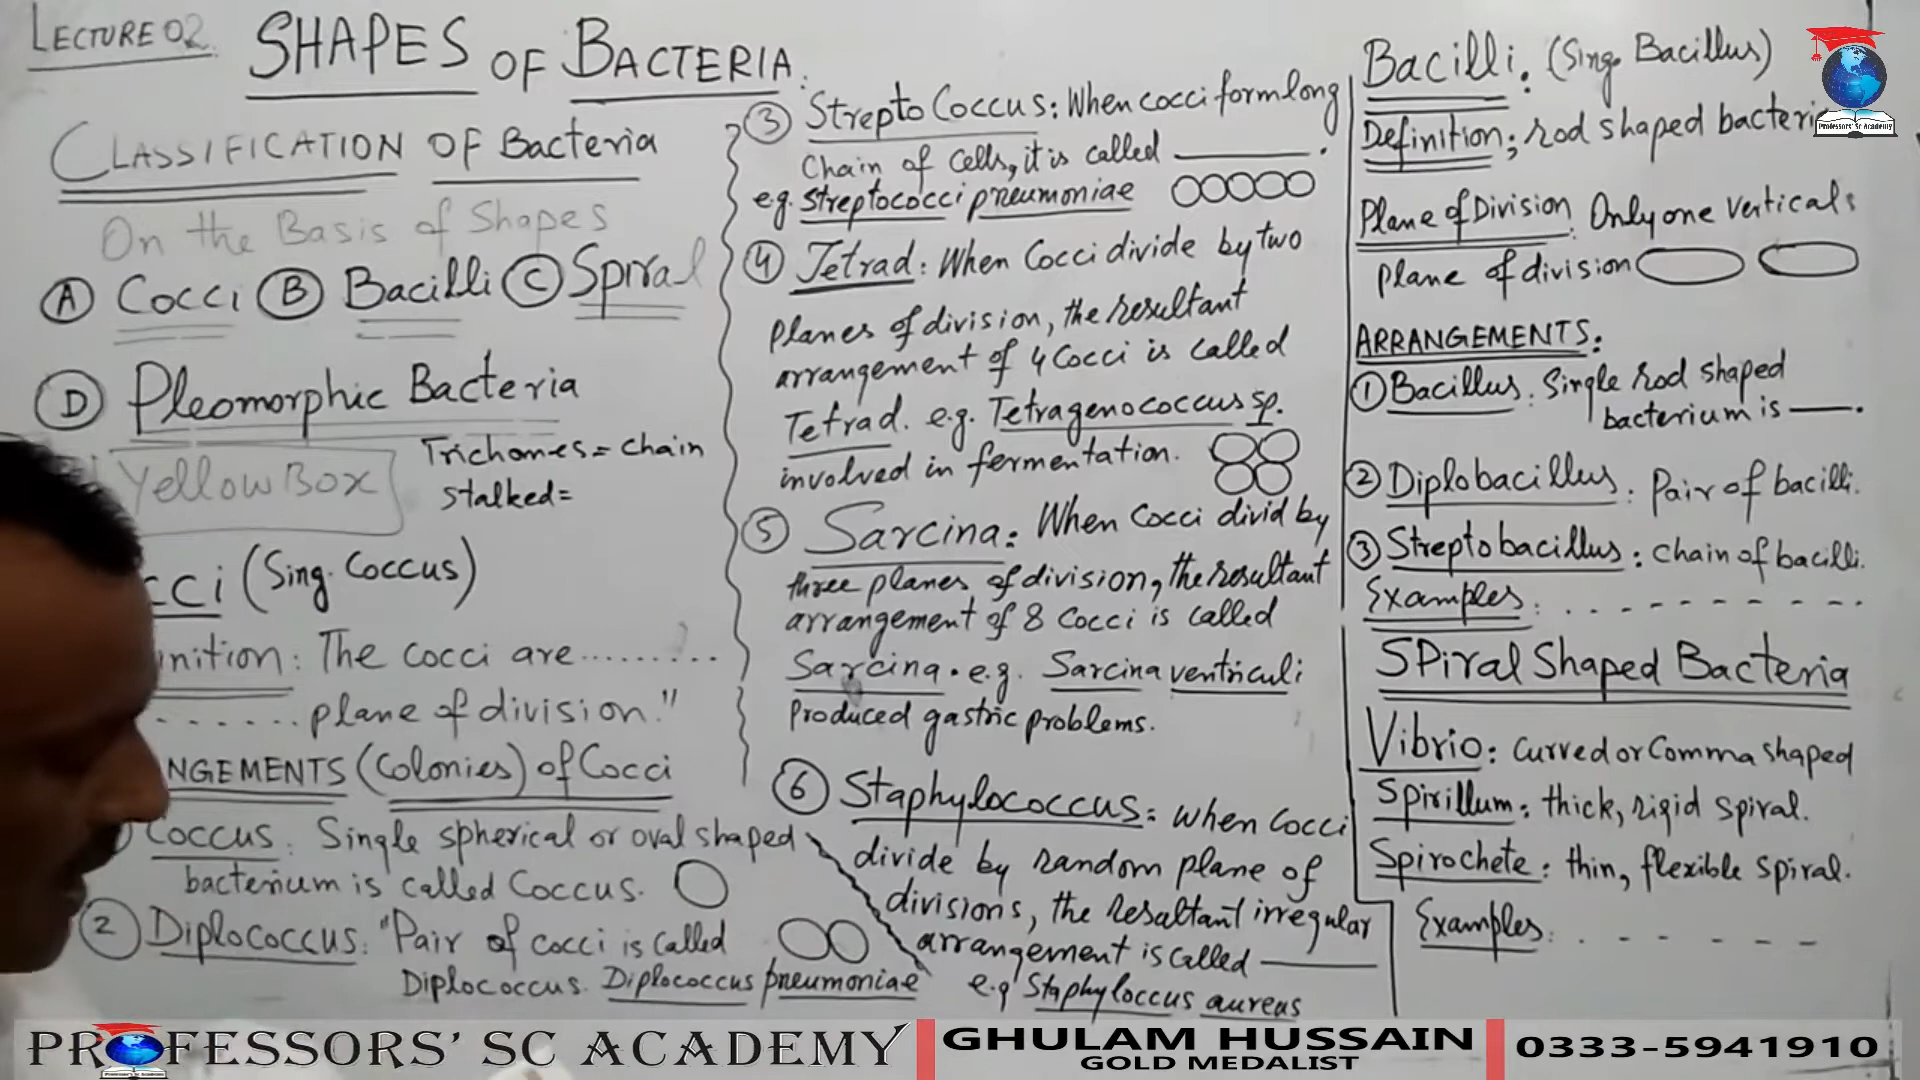 LECTURE 02
SHAPES OF BACTERIA.
CLASSIFICATION OF Bacteria
On the Basis of Shapes
A Cocci B Bacilli C Spiral
D Pleomorphic Bacteria
Yellow Box
Trichomes = Chain
Stalked =
cci (Sing. Coccus)
nition: The cocci are .........
....... plane of division."
NGEMENTS (Colonies) of Cocci
Coccus: Single spherical or oval shaped
bacterium is called Coccus.
2 Diplococcus: "Pair of cocci is called
Diplococcus. Diplococcus pneumoniae
3 Strepto Coccus: When cocci form long
Chain of Cells, it is called ______.
e.g. Streptococci pneumoniae
4 Tetrad: When Cocci divide by two
planes of division, the resultant
arrangement of 4 Cocci is called
Tetrad. e.g. Tetragenococcus sp.
involved in fermentation.
5 Sarcina: When Cocci divid by
three planes of division, the resultant
arrangement of 8 Cocci is called
Sarcina. e.g. Sarcina ventriculi
Produced gastric problems.
6 Staphylococcus: When Cocci
divide by random plane of
divisions, the resultant irregular
arrangement is called ______
e.g Staphyloccus aureus
Bacilli: (Sing. Bacillus)
Definition: rod shaped bacteri
Plane of Division: Only one verticals
plane of division
ARRANGEMENTS:
1 Bacillus: Single rod shaped
bacterium is ____.
2 Diplobacillus: Pair of bacilli.
3 Streptobacillus: Chain of bacilli.
Examples: . . - - - - - - - - .
SPiral Shaped Bacteria
Vibrio: Curved or Comma shaped
Spirillum: thick, rigid spiral.
Spirochete: thin, flexible spiral.
Examples: . - - - - - -
Professors' Sc Academy
PROFESSORS' SC ACADEMY
GHULAM HUSSAIN
GOLD MEDALIST
0333-5941910